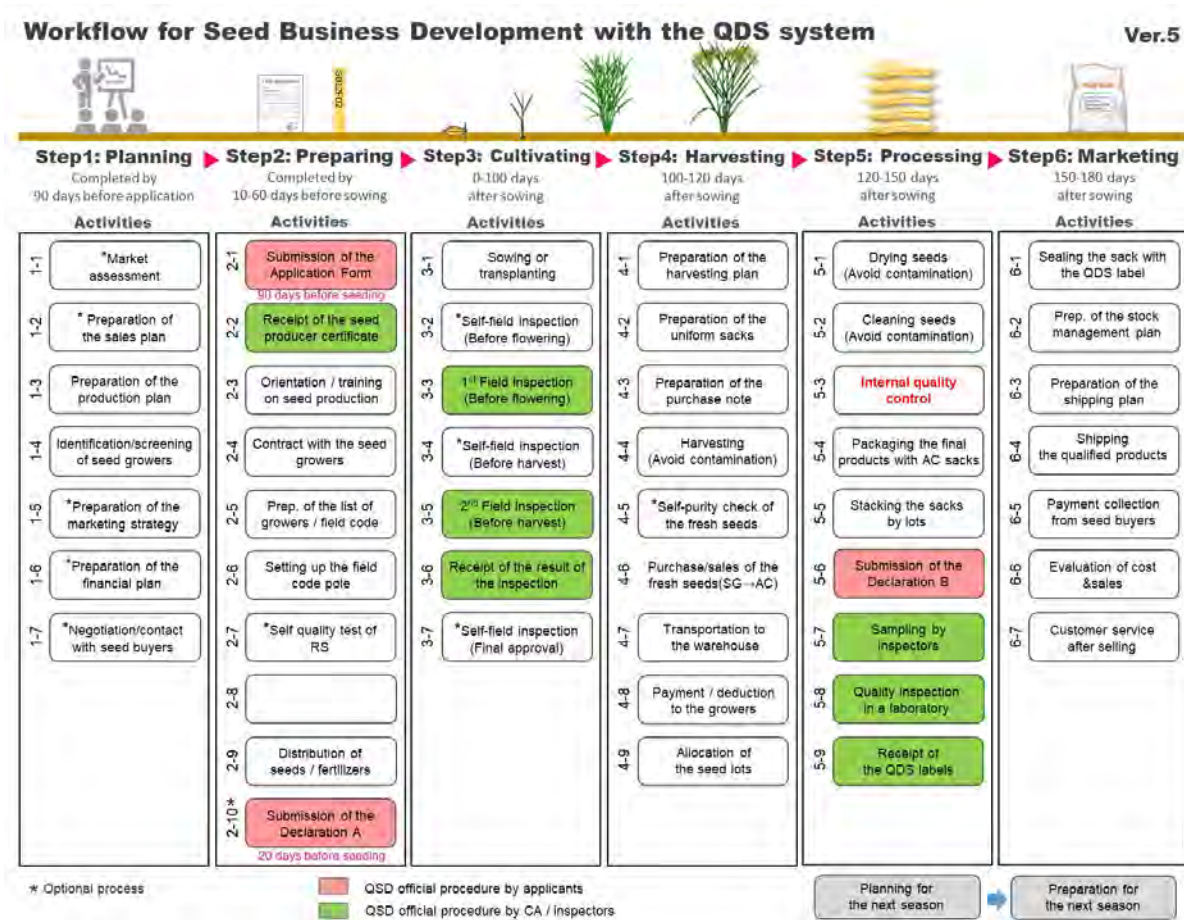 Workflow for Seed Business Development with the QDS system
Ver.5
Step1: Planning
Completed by
90 days before application
Activities
1-1
*Market
assessment
1-2
* Preparation of
the sales plan
1-3
Preparation of the
production plan
1-4
Identification/screening
of seed growers
1-5
*Preparation of the
marketing strategy
1-6
*Preparation of the
financial plan
1-7
*Negotiation/contact
with seed buyers
Step2: Preparing
Completed by
10-60 days before sowing
Activities
2-1
Submission of the
Application Form
90 days before seeding
2-2
Receipt of the seed
producer certificate
2-3
Orientation / training
on seed production
2-4
Contract with the seed
growers
2-5
Prep. of the list of
growers / field code
2-6
Setting up the field
code pole
2-7
*Self quality test of
RS
2-8
2-9
Distribution of
seeds / fertilizers
2-10*
Submission of the
Declaration A
20 days before seeding
Step3: Cultivating
0-100 days
after sowing
Activities
3-1
Sowing or
transplanting
3-2
*Self-field inspection
(Before flowering)
3-3
1st Field Inspection
(Before flowering)
3-4
*Self-field inspection
(Before harvest)
3-5
2nd Field Inspection
(Before harvest)
3-6
Receipt of the result of
the inspection
3-7
*Self-field inspection
(Final approval)
Step4: Harvesting
100-120 days
after sowing
Activities
4-1
Preparation of the
harvesting plan
4-2
Preparation of the
uniform sacks
4-3
Preparation of the
purchase note
4-4
Harvesting
(Avoid contamination)
4-5
*Self-purity check of
the fresh seeds
4-6
Purchase/sales of the
fresh seeds(SG→AC)
4-7
Transportation to
the warehouse
4-8
Payment / deduction
to the growers
4-9
Allocation of
the seed lots
Step5: Processing
120-150 days
after sowing
Activities
5-1
Drying seeds
(Avoid contamination)
5-2
Cleaning seeds
(Avoid contamination)
5-3
Internal quality
control
5-4
Packaging the final
products with AC sacks
5-5
Stacking the sacks
by lots
5-6
Submission of the
Declaration B
5-7
Sampling by
inspectors
5-8
Quality inspection
in a laboratory
5-9
Receipt of
the QDS labels
Step6: Marketing
150-180 days
after sowing
Activities
6-1
Sealing the sack with
the QDS label
6-2
Prep. of the stock
management plan
6-3
Preparation of the
shipping plan
6-4
Shipping
the qualified products
6-5
Payment collection
from seed buyers
6-6
Evaluation of cost
&sales
6-7
Customer service
after selling
* Optional process
QSD official procedure by applicants
QSD official procedure by CA / inspectors
Planning for
the next season
Preparation for
the next season